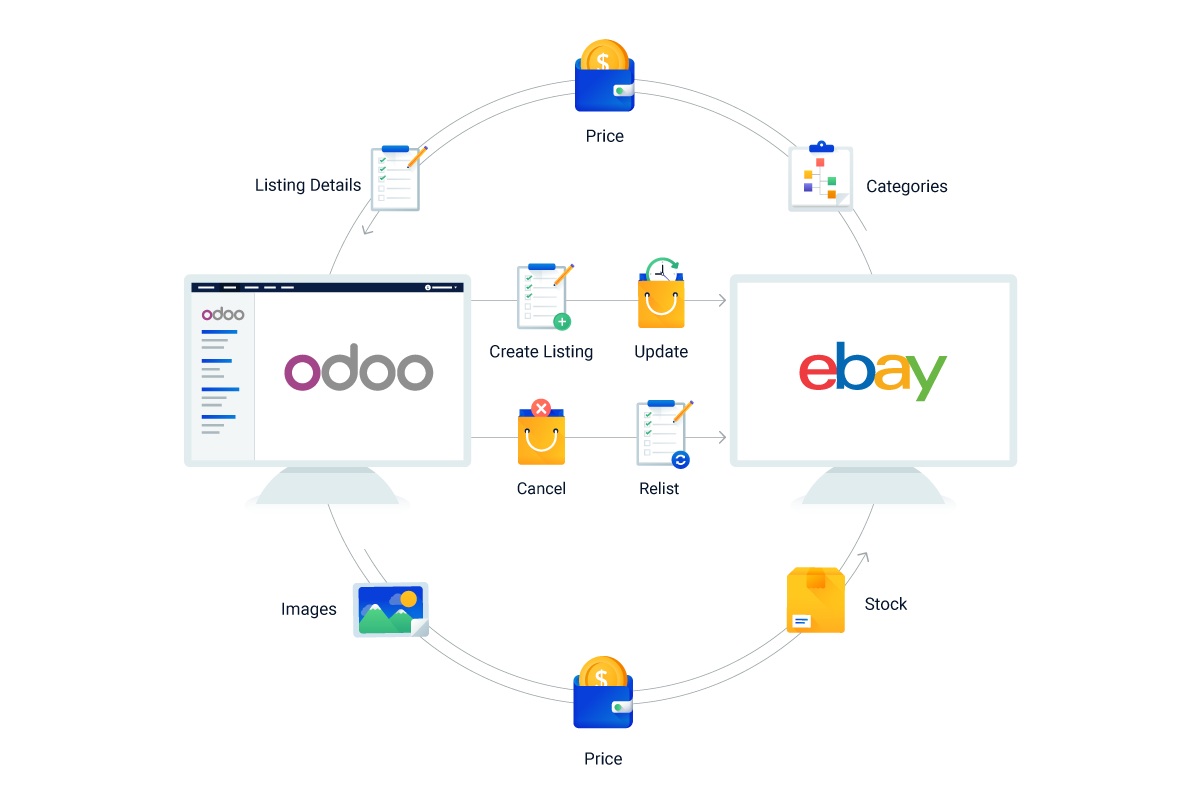 Price
Listing Details
Categories
odoo
odoo
ebay
Create Listing
Update
Cancel
Relist
Images
Stock
Price